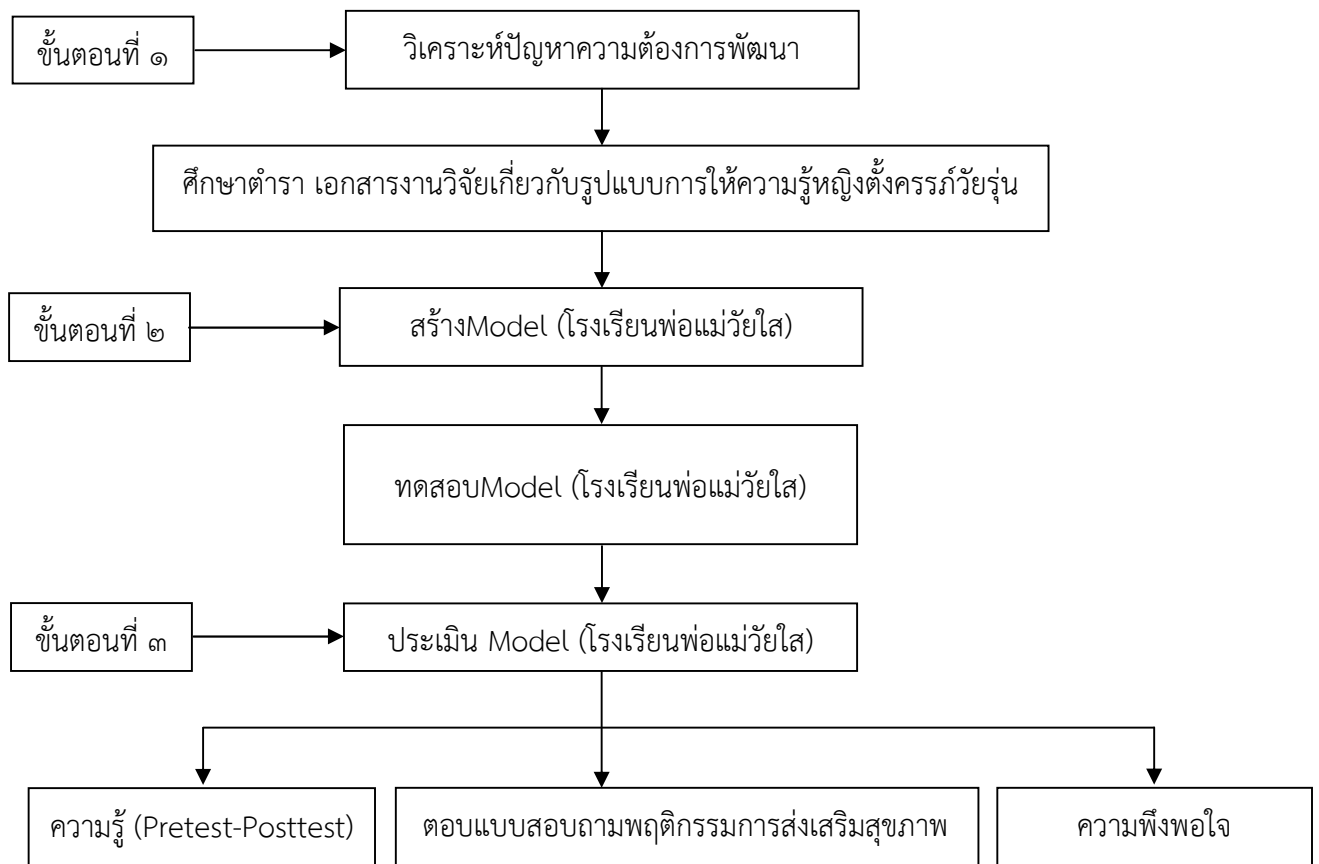 ขั้นตอนที่ ๑
วิเคราะห์ปัญหาความต้องการพัฒนา
ศึกษาตำรา เอกสารงานวิจัยเกี่ยวกับรูปแบบการให้ความรู้หญิงตั้งครรภ์วัยรุ่น
ขั้นตอนที่ ๒
สร้างModel (โรงเรียนพ่อแม่วัยใส)
ทดสอบModel (โรงเรียนพ่อแม่วัยใส)
ขั้นตอนที่ ๓
ประเมิน Model (โรงเรียนพ่อแม่วัยใส)
ความรู้ (Pretest-Posttest)
ตอบแบบสอบถามพฤติกรรมการส่งเสริมสุขภาพ
ความพึงพอใจ